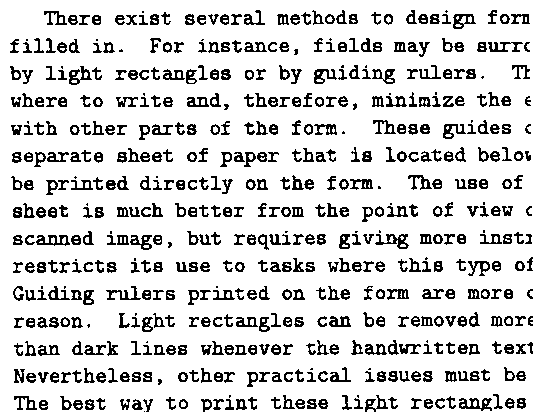 There exist several methods to design
filled in. For instance, fields may be
by light rectangles or by guiding rulers.
where to write and, therefore, minimize the
with other parts of the form. These guides
separate sheet of paper that is located
be printed directly on the form. The use of
sheet is much better from the point of view
scanned image, but requires giving more
restricts its use to tasks where this type of
Guiding rulers printed on the form are more
reason. Light rectangles can be removed more
than dark lines whenever the handwritten text
Nevertheless, other practical issues must be
The best way to print these light rectangles